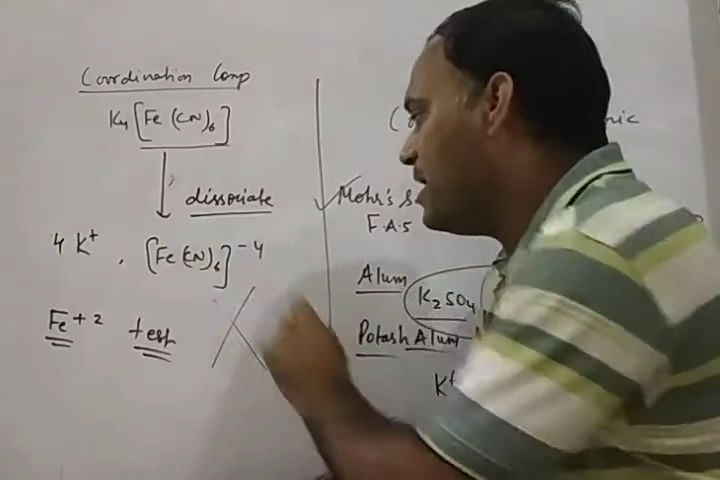 Coordination Comp
K4 [Fe (CN)6]
dissociate
4 K+ , [Fe (CN)6]-4
Fe+2 test
Mohr's
F.A.S
Alum
K2SO4
Potash Alum
K+